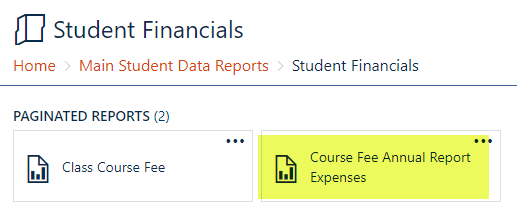 Student Financials
Home > Main Student Data Reports > Student Financials
PAGINATED REPORTS (2)
Class Course Fee
Course Fee Annual Report
Expenses